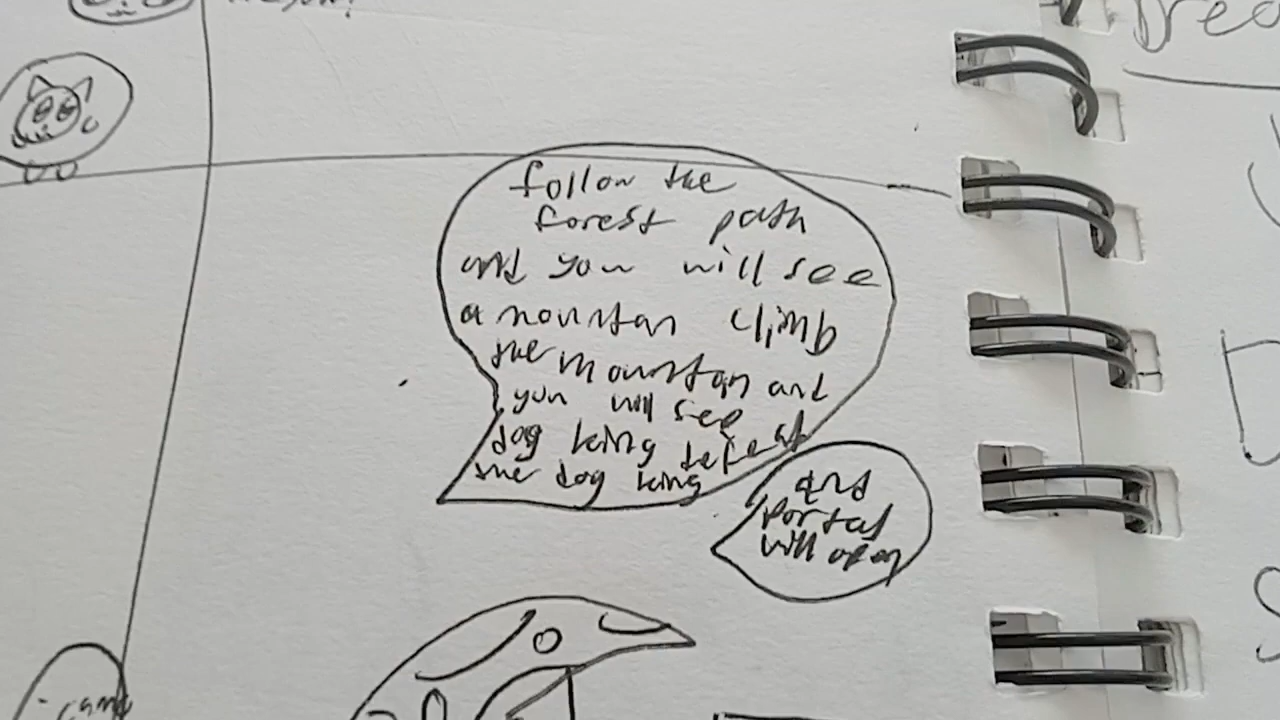 follow the
forest path
and you will see
a mountan climb
the mountan and
you will see
dog king defeat
the dog king
and
portal
will open